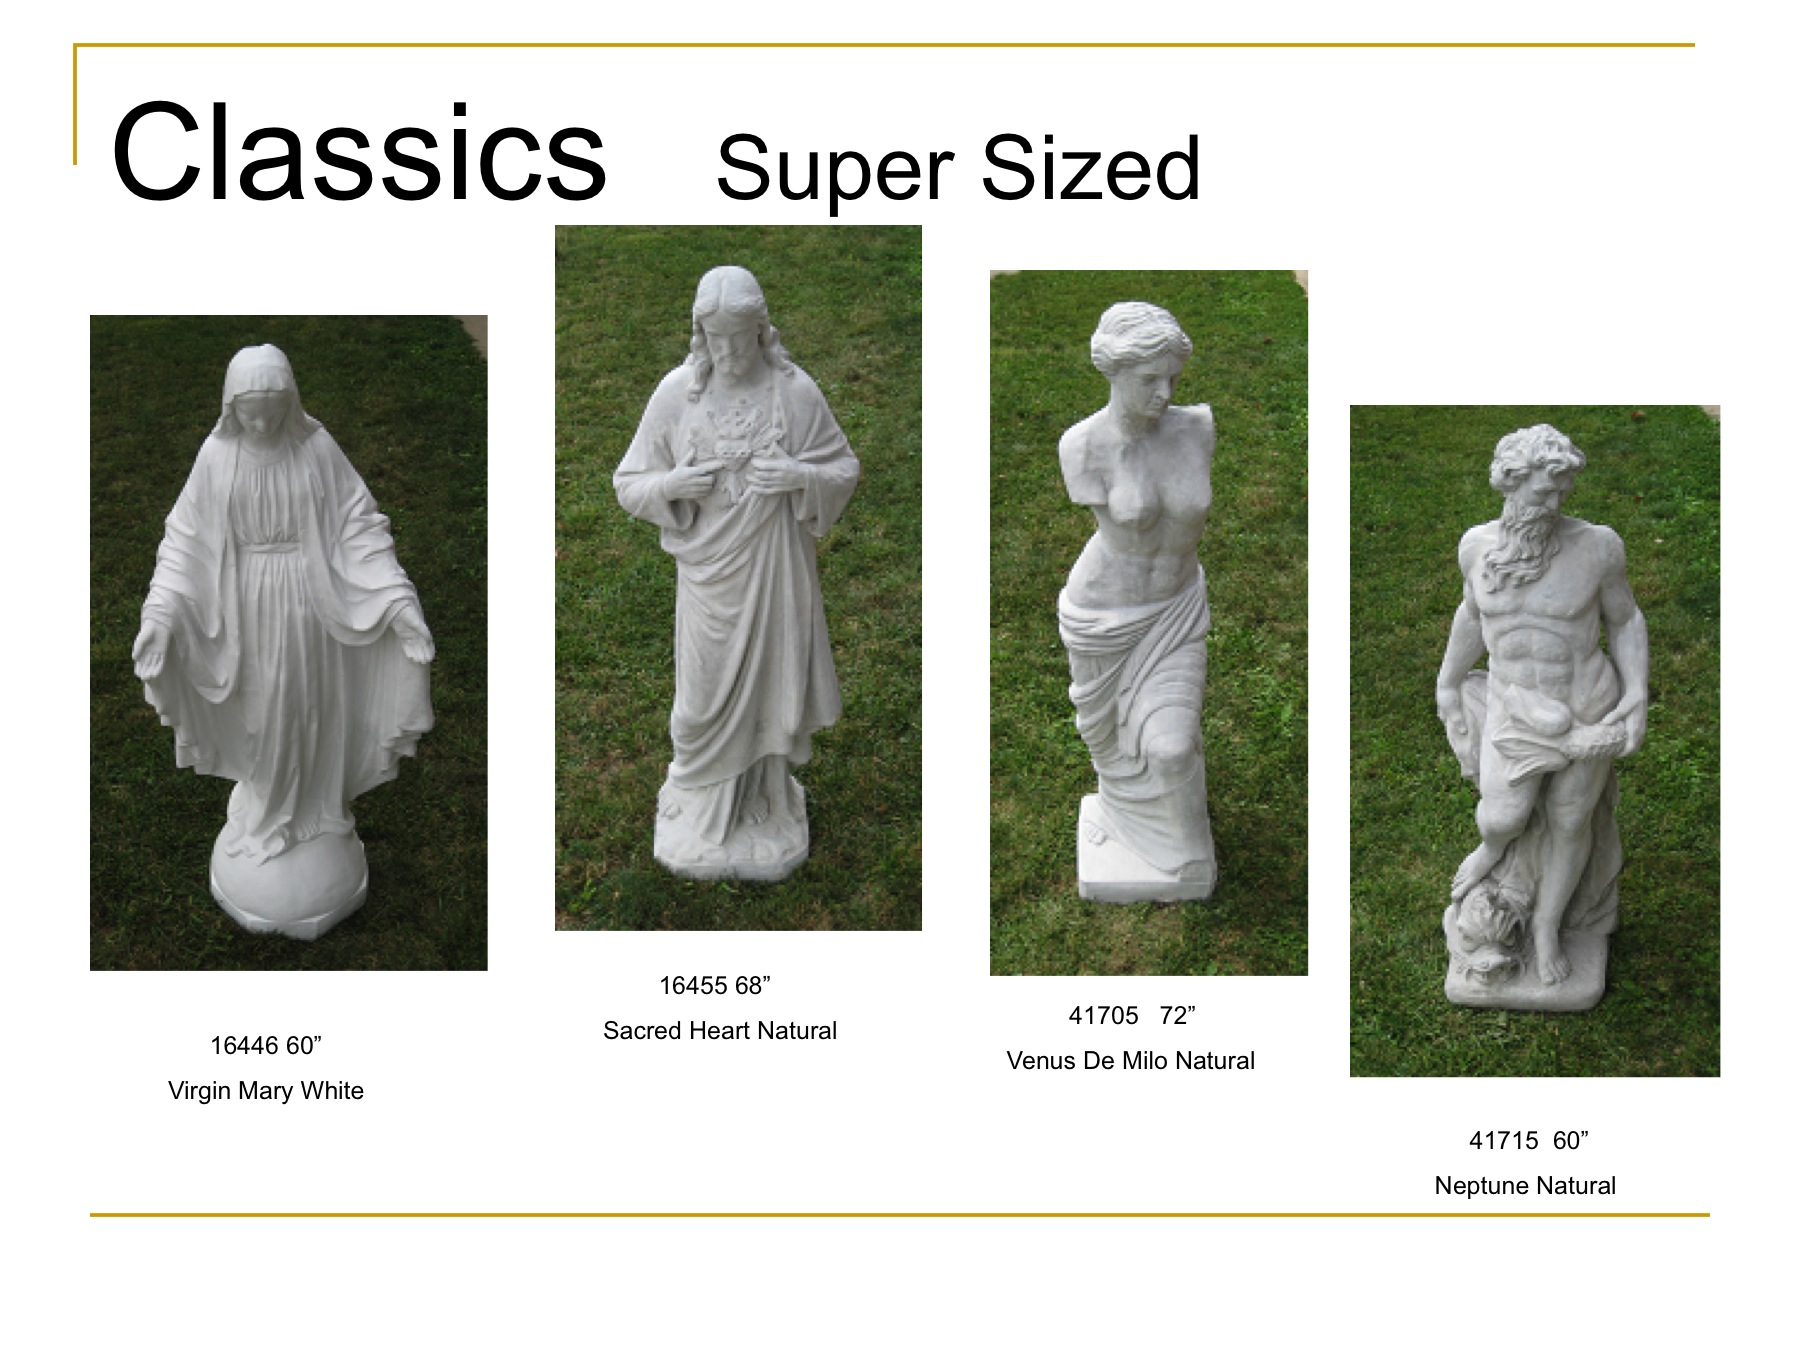 Classics Super Sized
16446 60”
Virgin Mary White
16455 68”
Sacred Heart Natural
41705 72”
Venus De Milo Natural
41715 60”
Neptune Natural